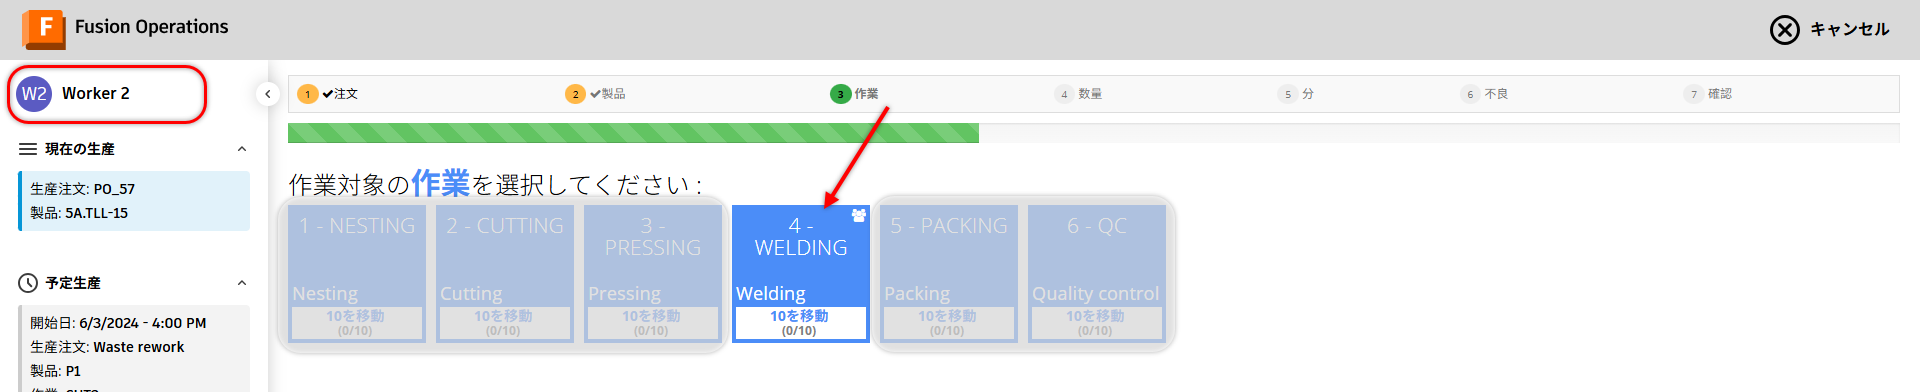 F Fusion Operations
キャンセル
W2 Worker 2
現在の生産
生産注文: PO_57
製品: 5A.TLL-15
予定生産
開始日: 6/3/2024 - 4:00 PM
生産注文: Waste rework
製品: P1
1 注文 2 製品 3 作業 4 数量 5 分 6 不良 7 確認
作業対象の作業を選択してください :
1 - NESTING
Nesting
10を移動
(0/10)
2 - CUTTING
Cutting
10を移動
(0/10)
3 -
PRESSING
Pressing
10を移動
(0/10)
4 -
WELDING
Welding
10を移動
(0/10)
5 - PACKING
Packing
10を移動
(0/10)
6 - QC
Quality control
10を移動
(0/10)